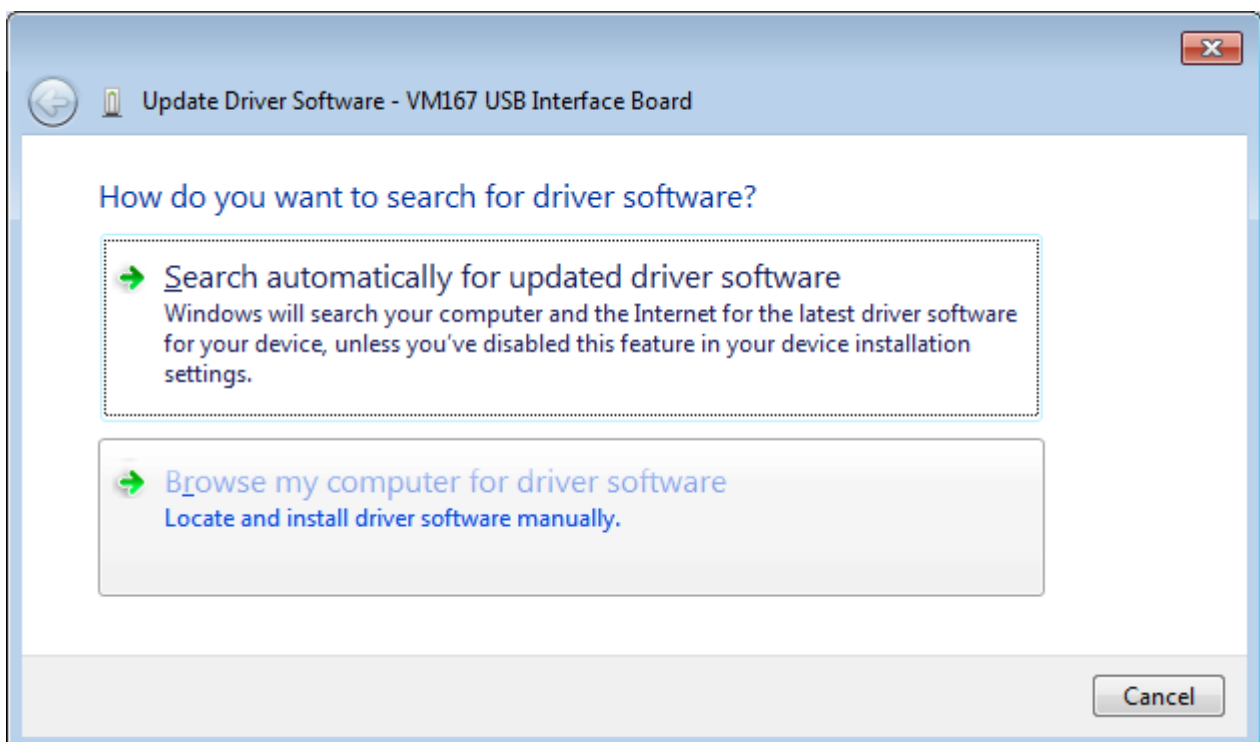 Update Driver Software - VM167 USB Interface Board
How do you want to search for driver software?
Search automatically for updated driver software
Windows will search your computer and the Internet for the latest driver software
for your device, unless you've disabled this feature in your device installation
settings.
Browse my computer for driver software
Locate and install driver software manually.
Cancel